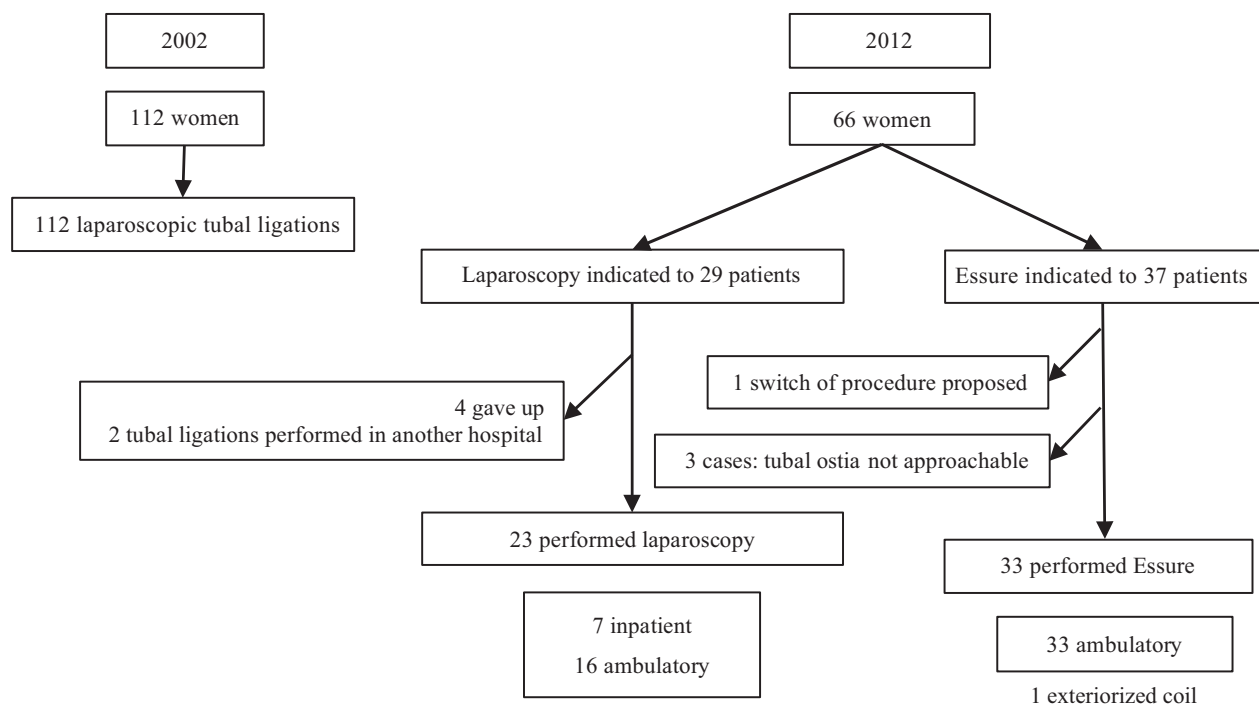 2002
112 women
112 laparoscopic tubal ligations
2012
66 women
Laparoscopy indicated to 29 patients
4 gave up
2 tubal ligations performed in another hospital
23 performed laparoscopy
7 inpatient
16 ambulatory
Essure indicated to 37 patients
1 switch of procedure proposed
3 cases: tubal ostia not approachable
33 performed Essure
33 ambulatory
1 exteriorized coil